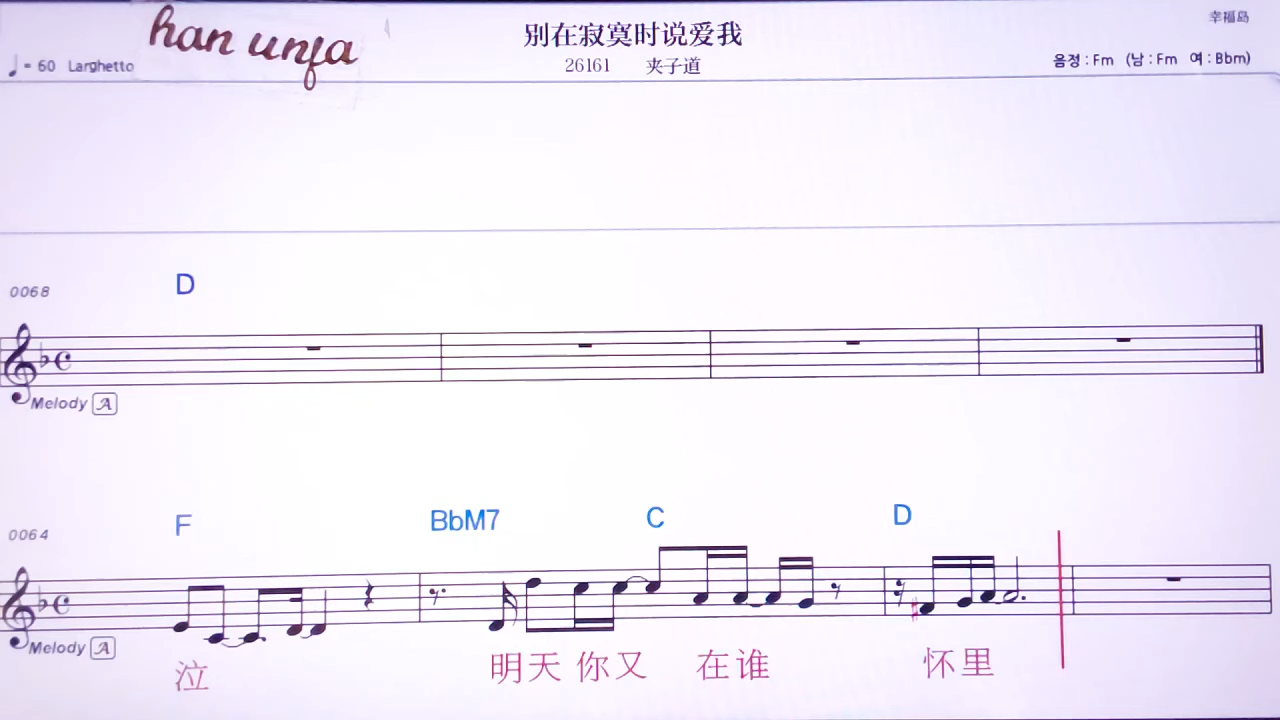 han unfa
别在寂寞时说爱我
幸福岛
♩= 60 Larghetto
26161 夹子道
음정 : Fm (남 : Fm 여 : Bbm)
D
0068
Melody A
F BbM7 C D
0064
Melody A
泣 明天 你又 在谁 怀里